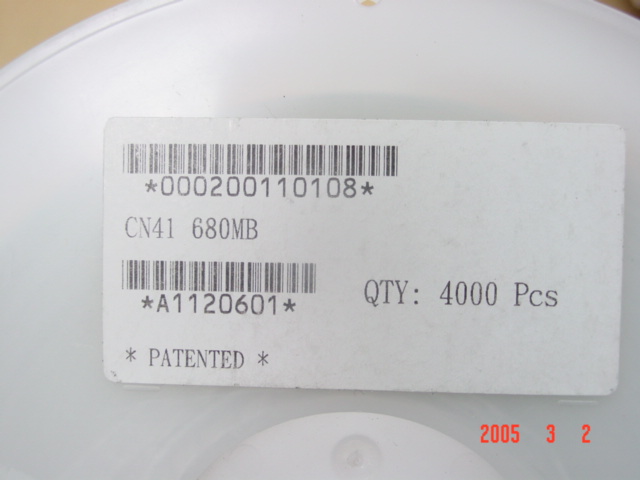 *000200110108*
CN41 680MB
*A1120601*
QTY: 4000 Pcs
* PATENTED *
2005 3 2